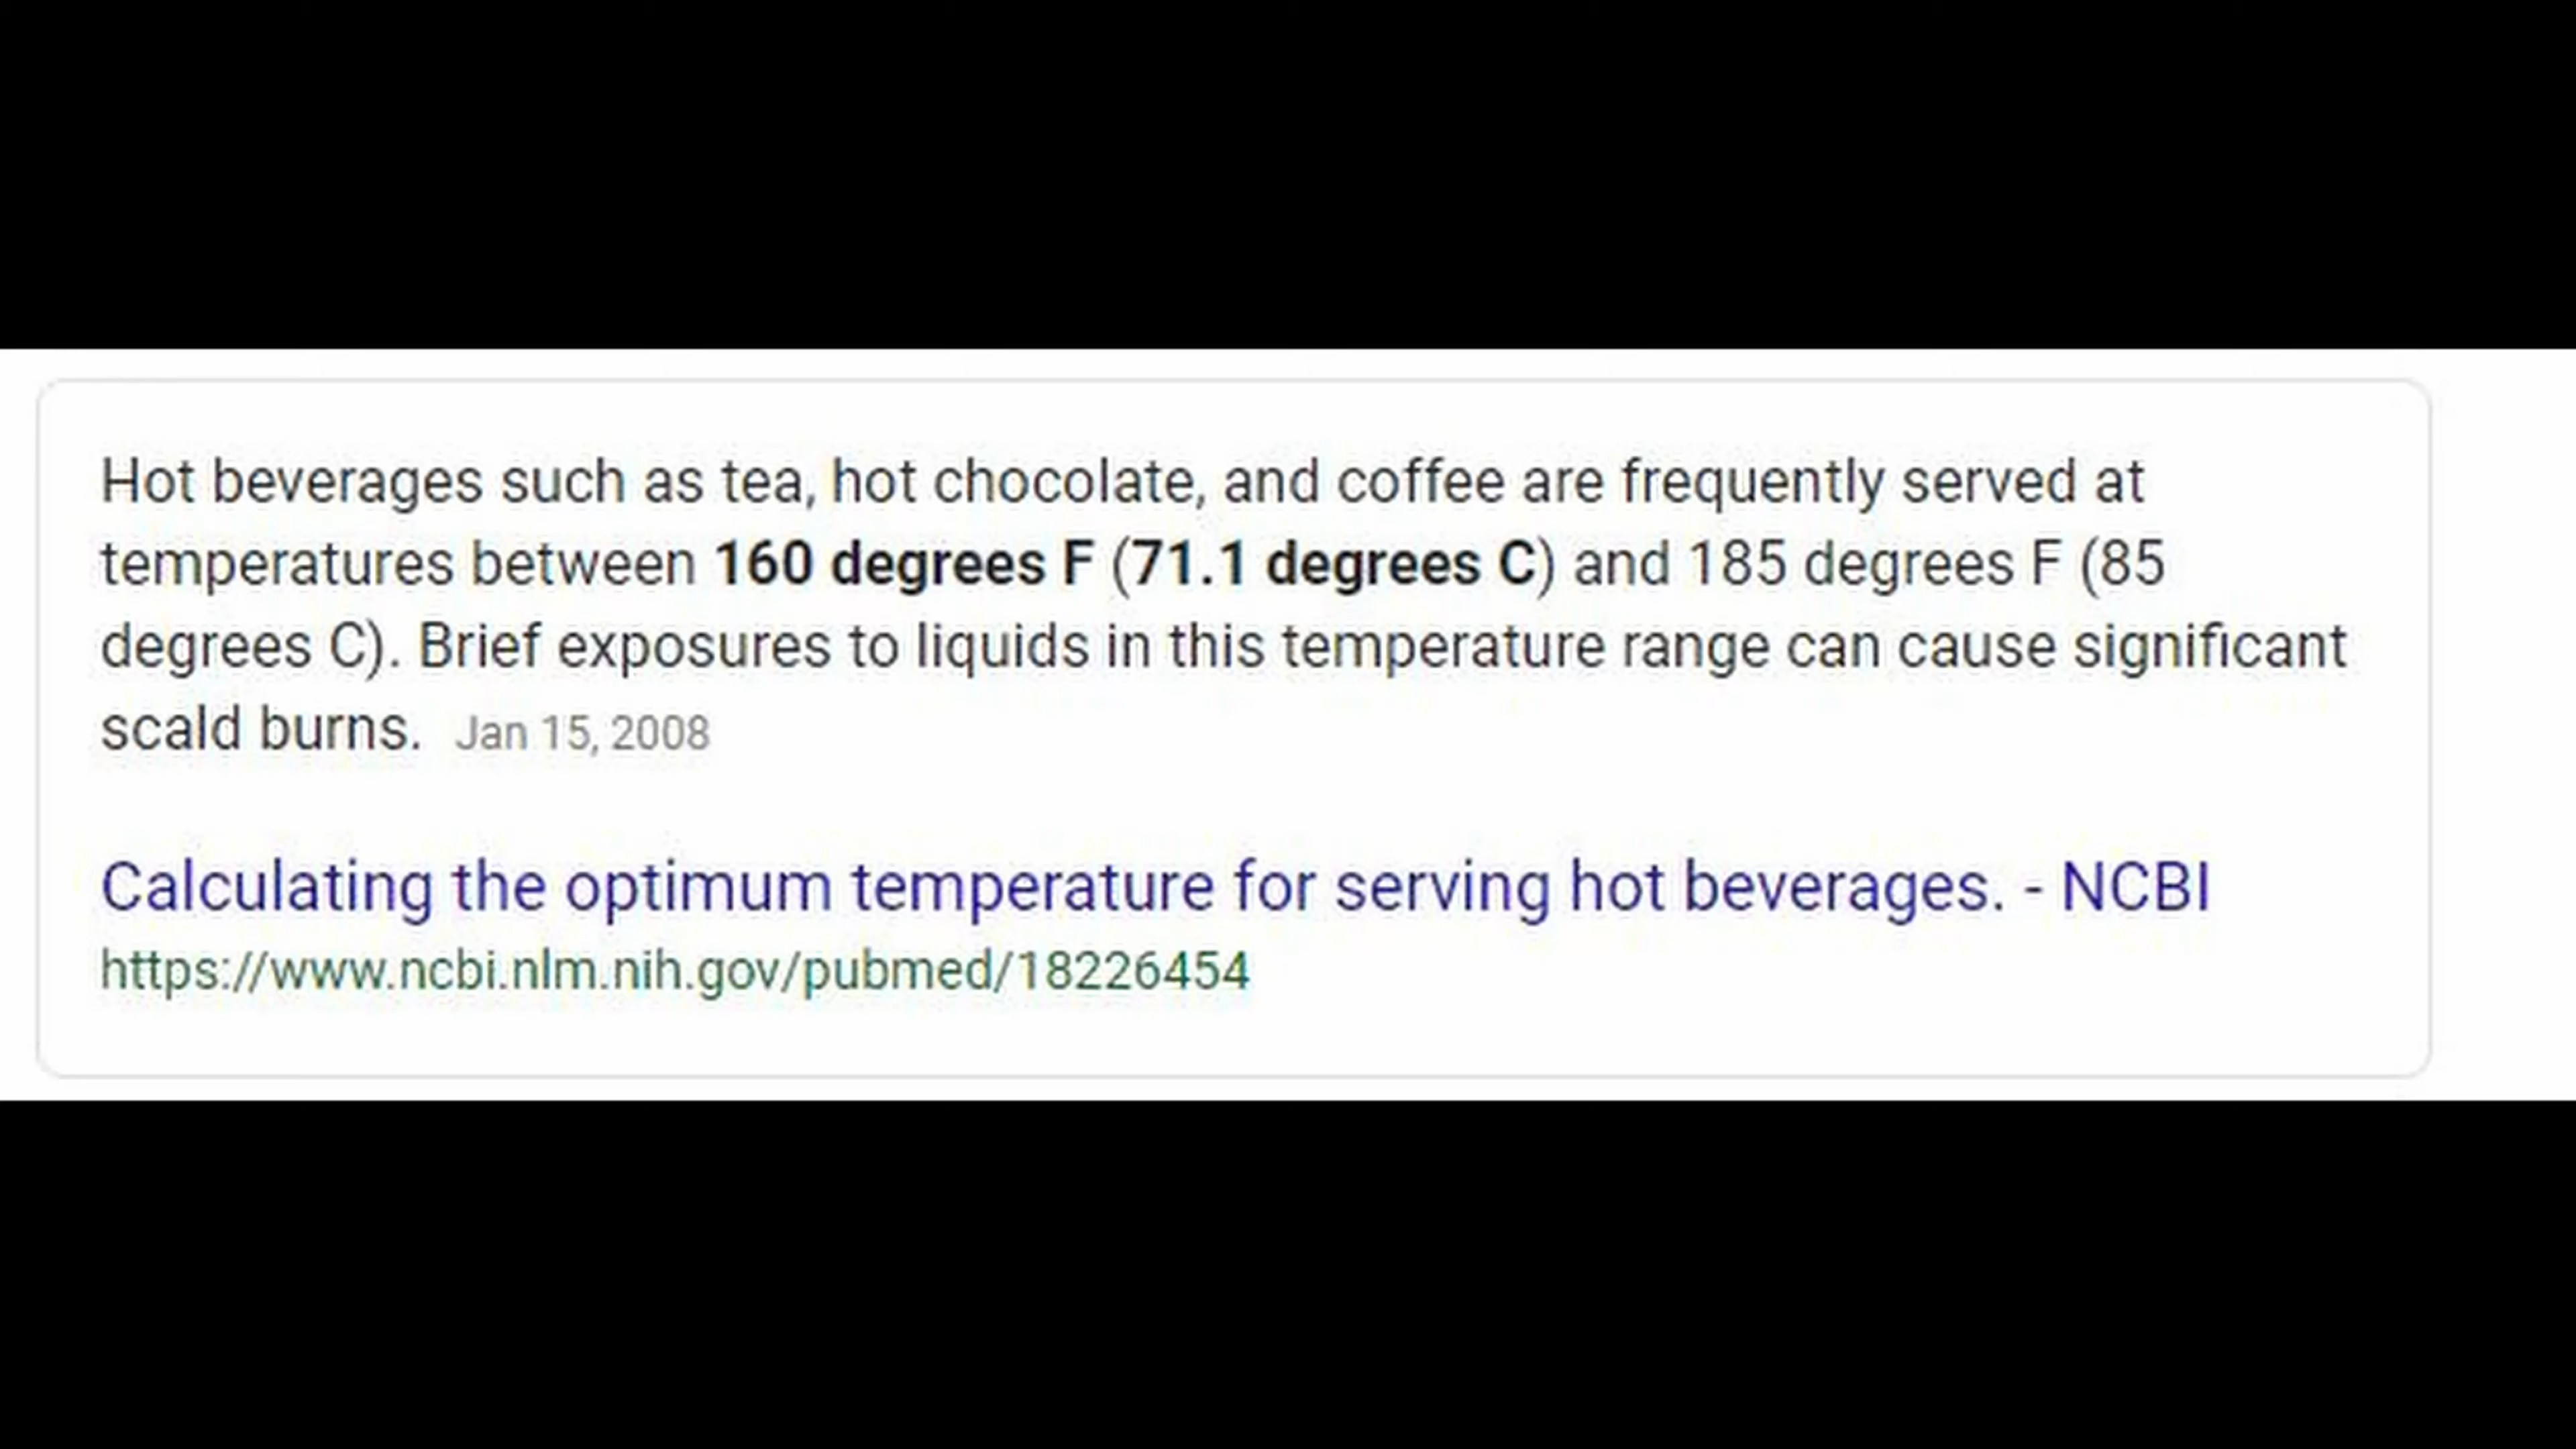 Hot beverages such as tea, hot chocolate, and coffee are frequently served at
temperatures between 160 degrees F (71.1 degrees C) and 185 degrees F (85
degrees C). Brief exposures to liquids in this temperature range can cause significant
scald burns. Jan 15, 2008
Calculating the optimum temperature for serving hot beverages. - NCBI
https://www.ncbi.nlm.nih.gov/pubmed/18226454